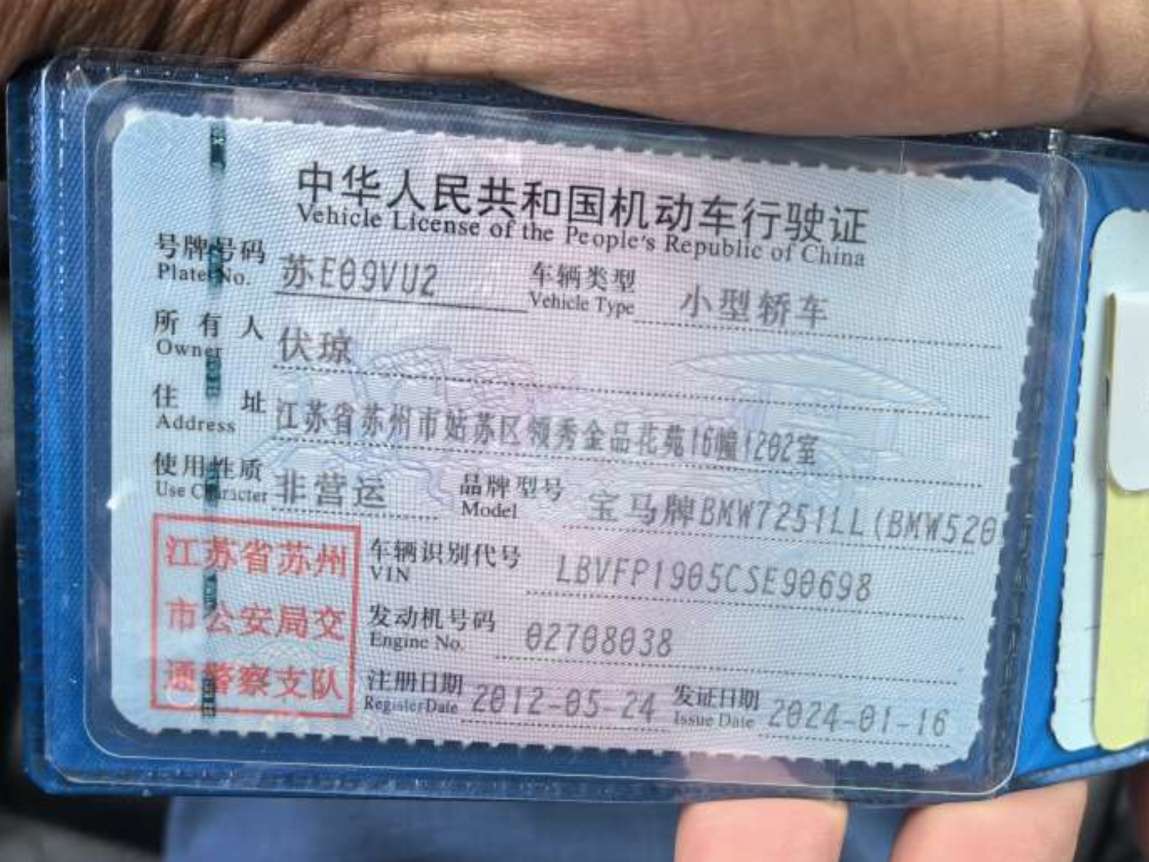 中华人民共和国机动车行驶证
Vehicle License of the People's Republic of China
号牌号码 苏E09VU2 车辆类型 小型轿车
Plate No. Vehicle Type
所有人 伏琼
Owner
住址 江苏省苏州市姑苏区领秀金品花苑16幢1202室
Address
使用性质 非营运 品牌型号 宝马牌BMW7251LL(BMW520
Use Character Model
江苏省苏州 车辆识别代号 LBVFP1905CSE90698
VIN
市公安局交 发动机号码 02708038
Engine No.
通警察支队 注册日期 2012-05-24 发证日期 2024-01-16
Register Date Issue Date